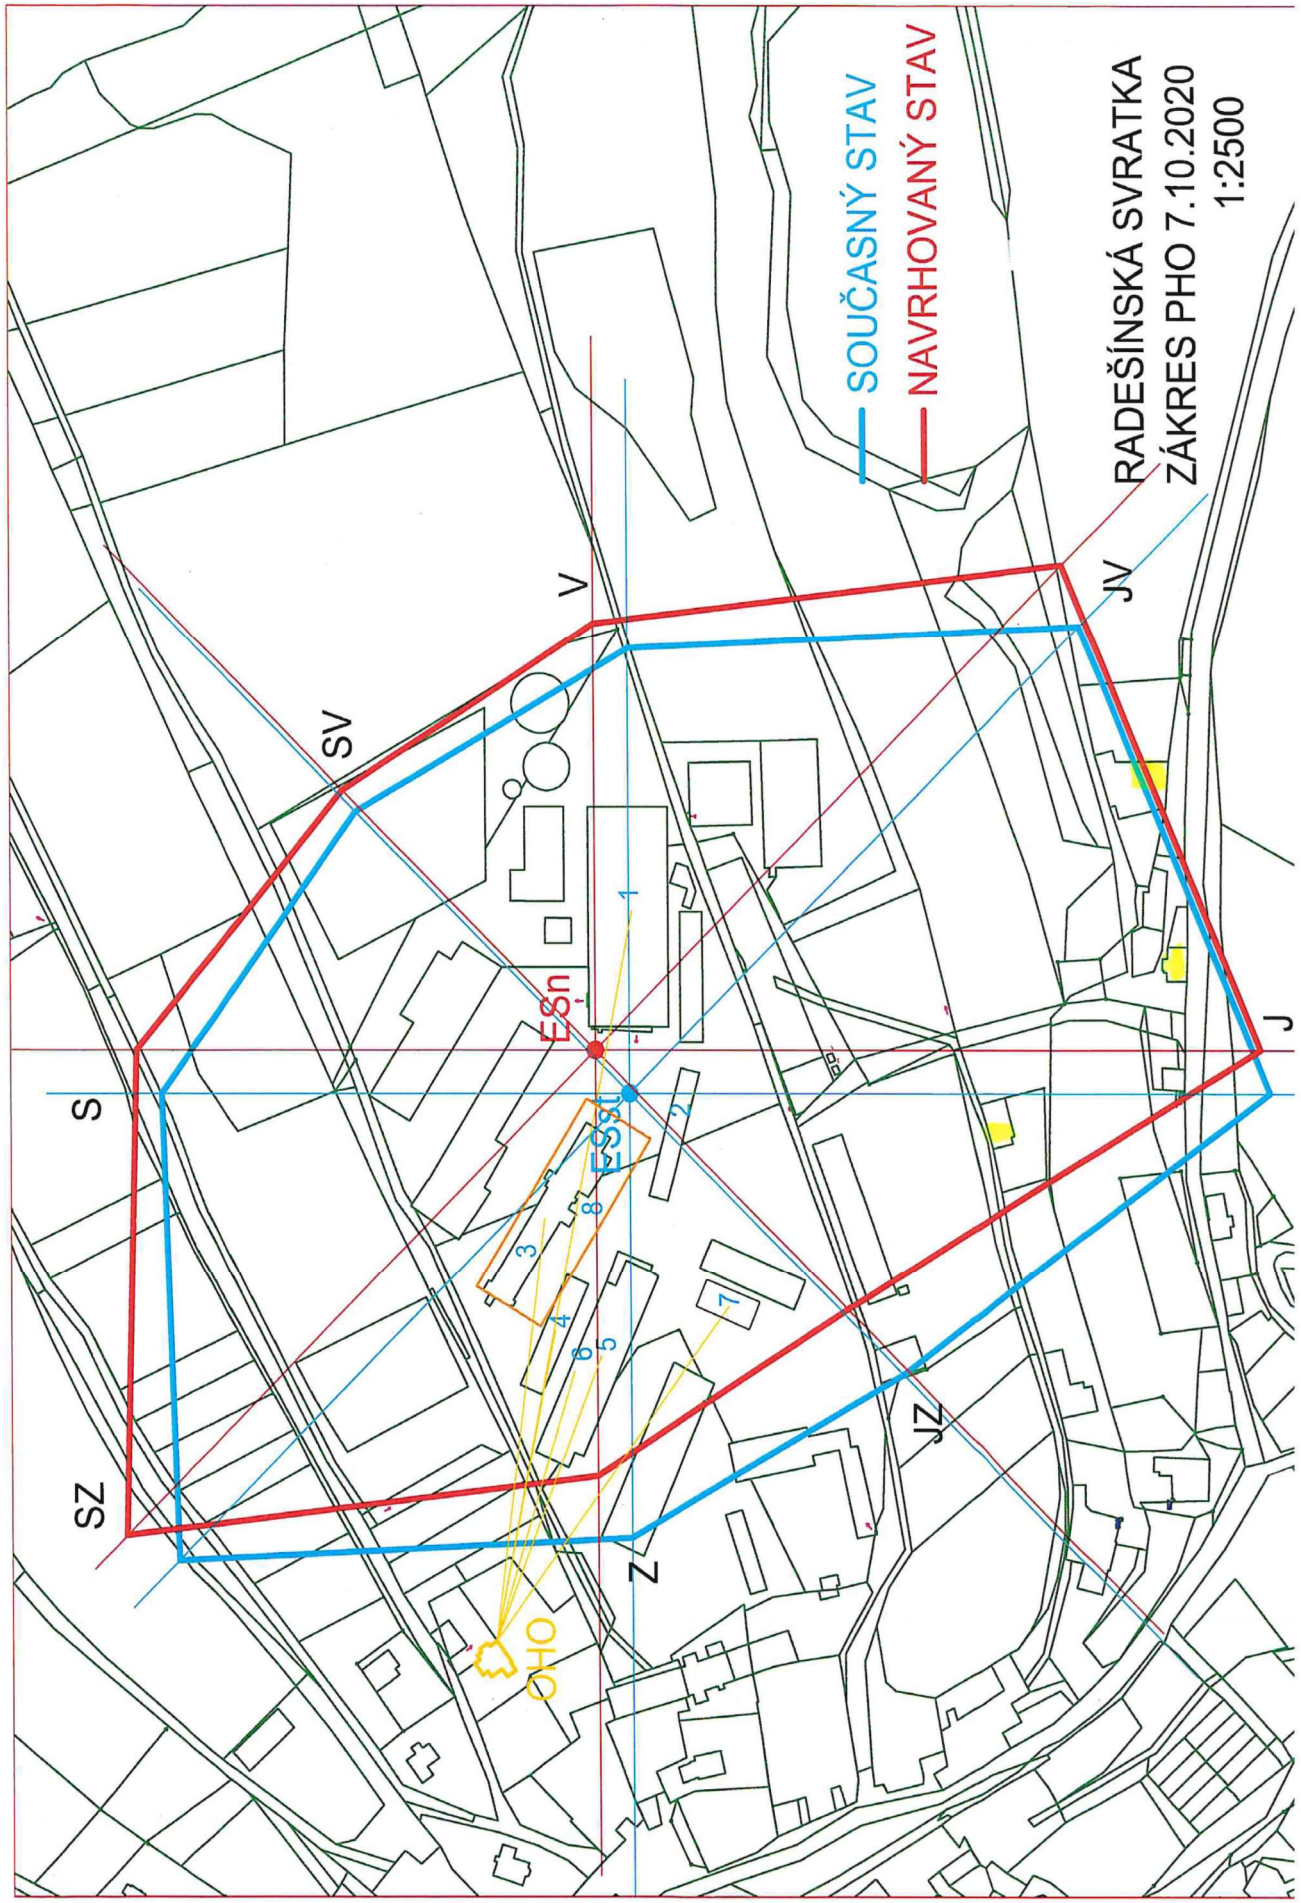 SZ
S
SV
V
ESn
ESst
OHO
3
8
4
6
5
7
2
1
Z
JZ
J
JV
SOUČASNÝ STAV
NAVRHOVANÝ STAV
RADEŠÍNSKÁ SVRATKA
ZÁKRES PHO 7.10.2020
1:2500